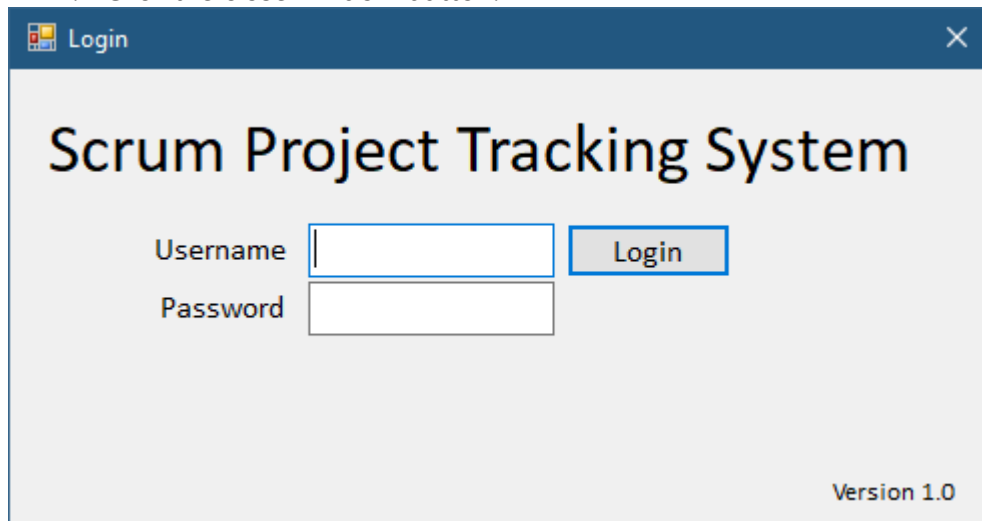 Login
Scrum Project Tracking System
Username
Login
Password
Version 1.0